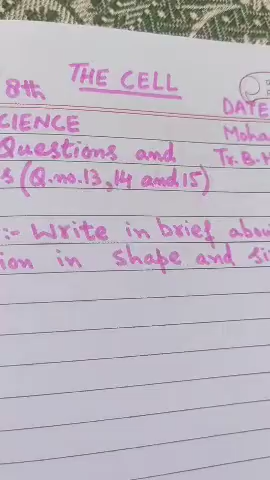 8th THE CELL
DATE
CIENCE
Moha
Questions and
Tr. B. H
s (Q.no.13, 14 and 15)
:- Write in brief abou
ion in shape and si